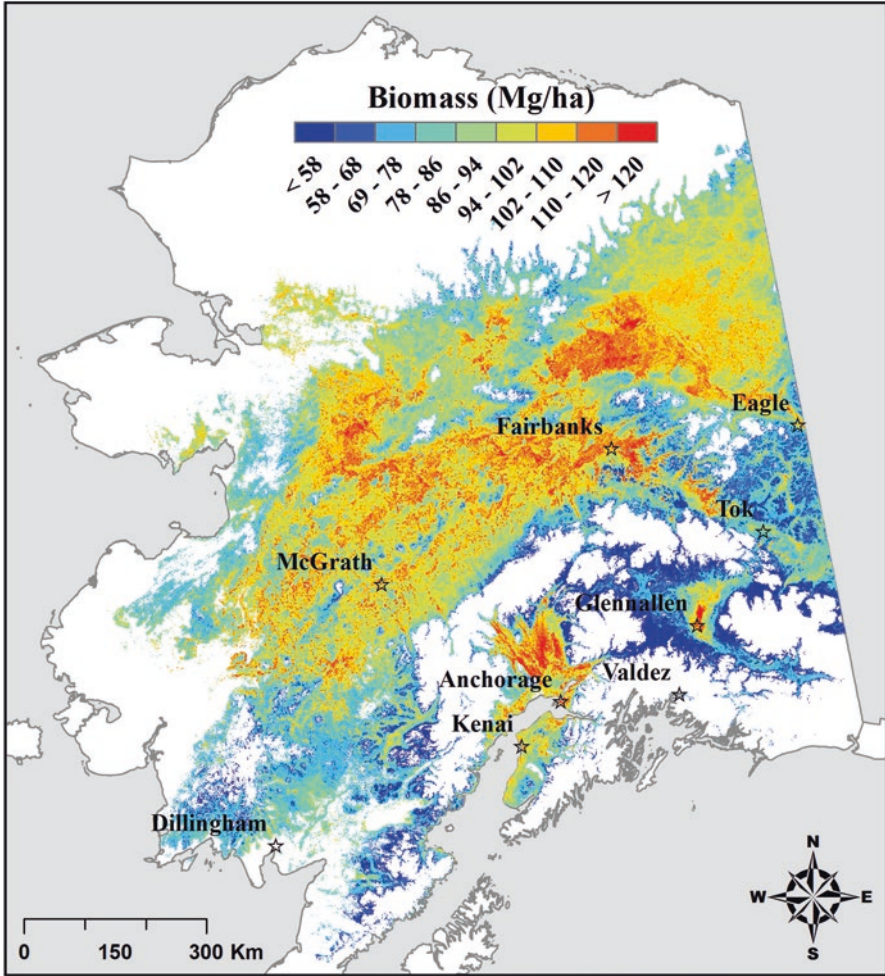 Biomass (Mg/ha)
< 58
58 - 68
69 - 78
78 - 86
86 - 94
94 - 102
102 - 110
110 - 120
> 120
Eagle
Fairbanks
Tok
McGrath
Glennallen
Anchorage
Valdez
Kenai
Dillingham
N
W E
S
0 150 300 Km